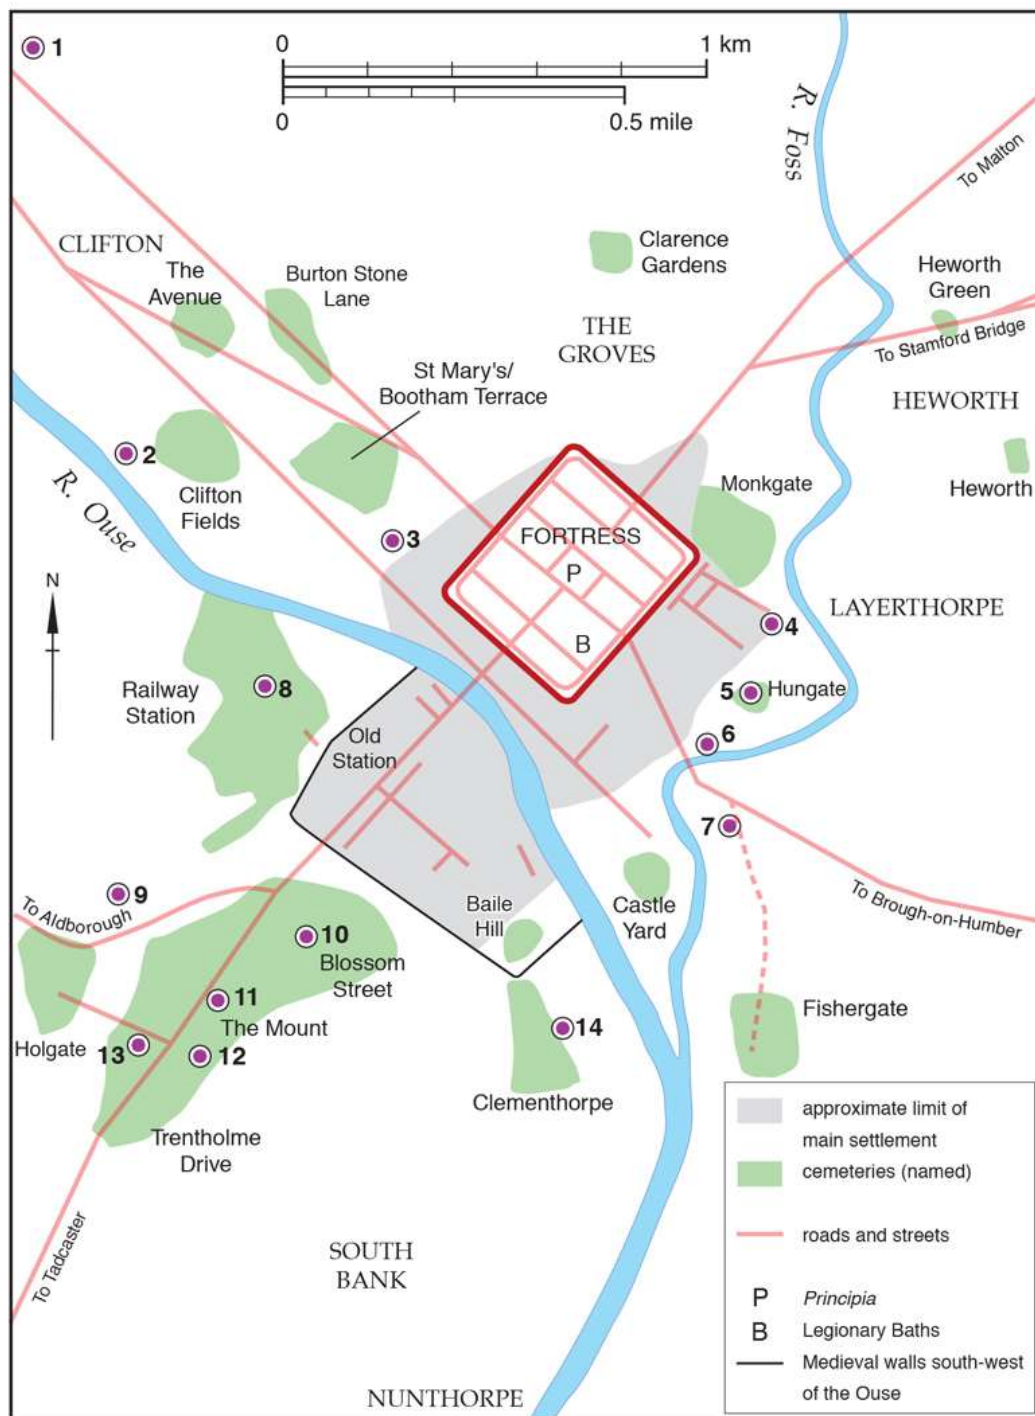 1
0
1 km
0
0.5 mile
R. Foss
To Malton
CLIFTON
The
Avenue
Burton Stone
Lane
Clarence
Gardens
Heworth
Green
THE
GROVES
To Stamford Bridge
St Mary's/
Bootham Terrace
HEWORTH
2
Clifton
Fields
R. Ouse
Monkgate
Heworth
3
FORTRESS
P
B
N
LAYERTHORPE
4
Railway
Station
8
5
Hungate
Old
Station
6
7
9
To Aldborough
Baile
Hill
Castle
Yard
To Brough-on-Humber
10
Blossom
Street
11
The Mount
Fishergate
Holgate
13
12
14
Clementhorpe
Trentholme
Drive
To Tadcaster
SOUTH
BANK
NUNTHORPE
approximate limit of
main settlement
cemeteries (named)
roads and streets
P
Principia
B
Legionary Baths
Medieval walls south-west
of the Ouse